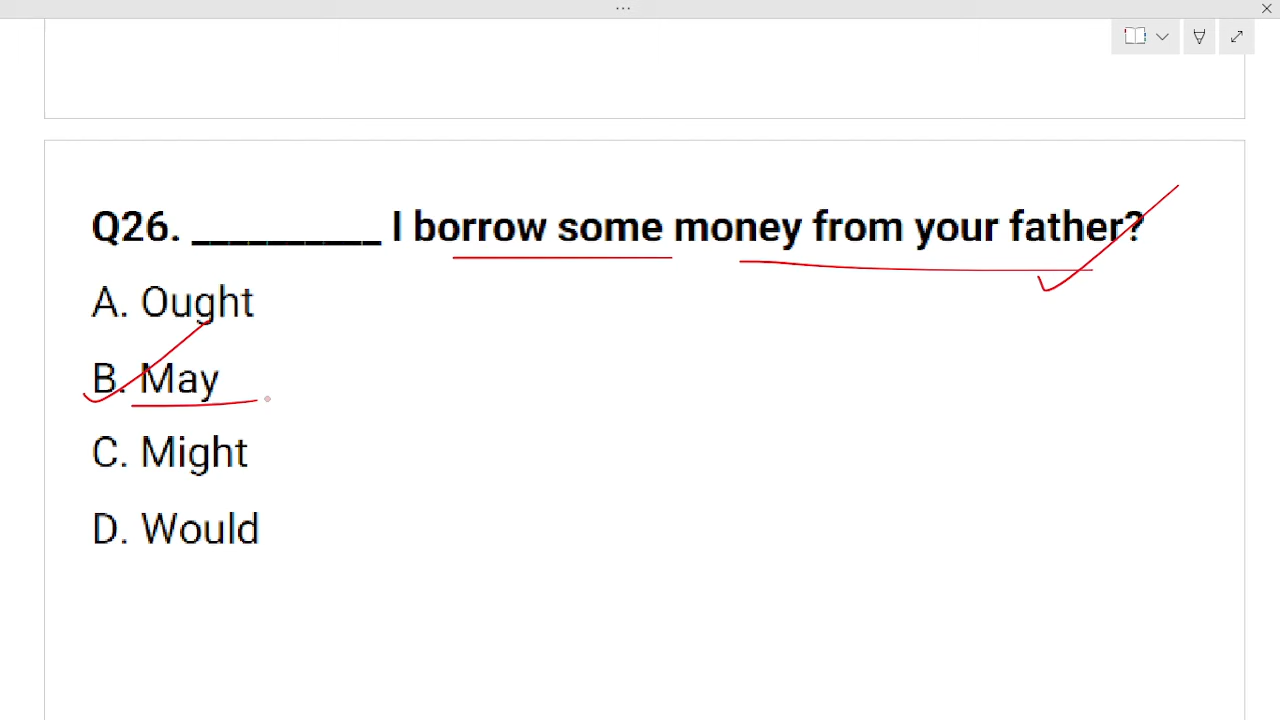 Q26. __________ I borrow some money from your father?
A. Ought
B. May
C. Might
D. Would